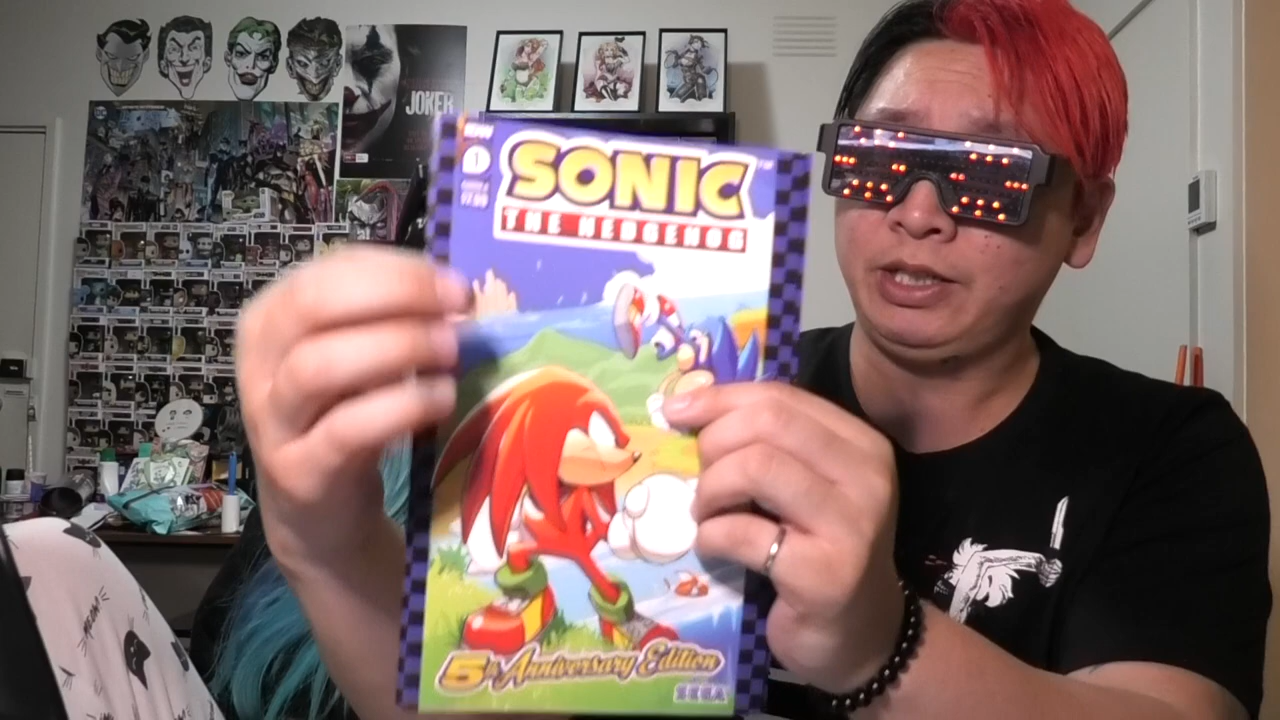 JOKER
IDW
1
SONIC
THE HEDGEHOG
5th Anniversary Edition
SEGA